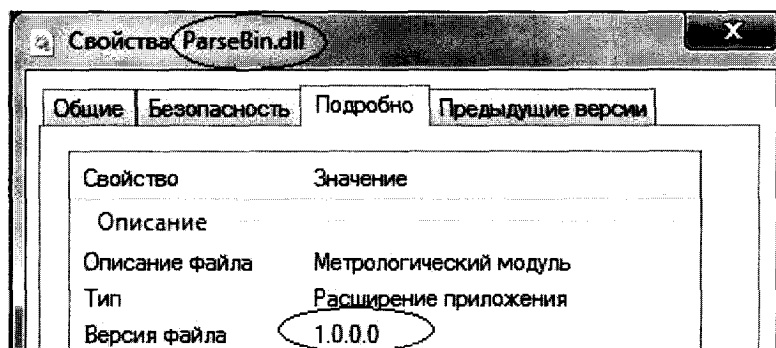 Свойства ParseBin.dll
X
Общие Безопасность Подробно Предыдущие версии
Свойство Значение
Описание
Описание файла Метрологический модуль
Тип Расширение приложения
Версия файла 1.0.0.0